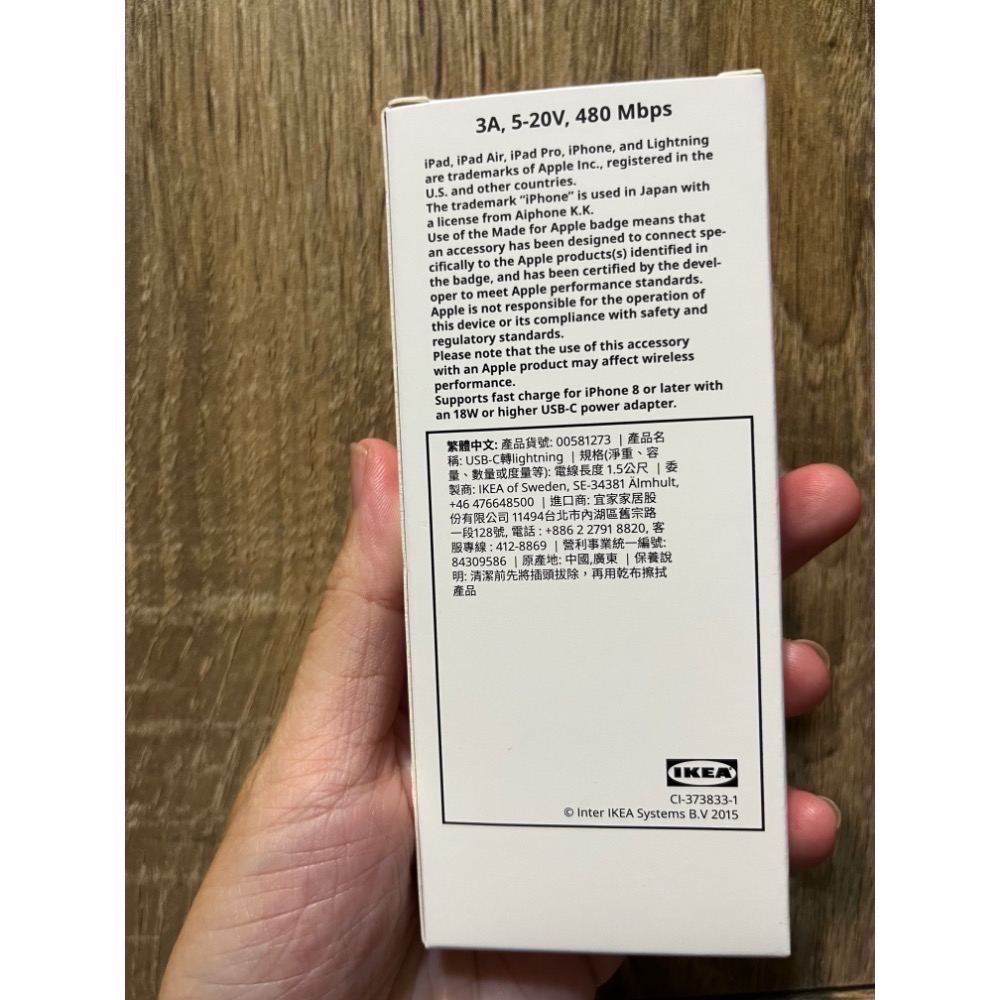 3A, 5-20V, 480 Mbps
iPad, iPad Air, iPad Pro, iPhone, and Lightning
are trademarks of Apple Inc., registered in the
U.S. and other countries.
The trademark “iPhone” is used in Japan with
a license from Aiphone K.K.
Use of the Made for Apple badge means that
an accessory has been designed to connect spe-
cifically to the Apple products(s) identified in
the badge, and has been certified by the devel-
oper to meet Apple performance standards.
Apple is not responsible for the operation of
this device or its compliance with safety and
regulatory standards.
Please note that the use of this accessory
with an Apple product may affect wireless
performance.
Supports fast charge for iPhone 8 or later with
an 18W or higher USB-C power adapter.
繁體中文: 產品貨號: 00581273 | 產品名
稱: USB-C轉lightning | 規格(淨重、容
量、數量或度量等): 電線長度 1.5公尺 | 委
製商: IKEA of Sweden, SE-34381 Älmhult,
+46 476648500 | 進口商: 宜家家居股
份有限公司 11494台北市內湖區舊宗路
一段128號, 電話 : +886 2 2791 8820, 客
服專線 : 412-8869 | 營利事業統一編號:
84309586 | 原產地: 中國,廣東 | 保養說
明: 清潔前先將插頭拔除，再用乾布擦拭
產品
IKEA
CI-373833-1
© Inter IKEA Systems B.V 2015